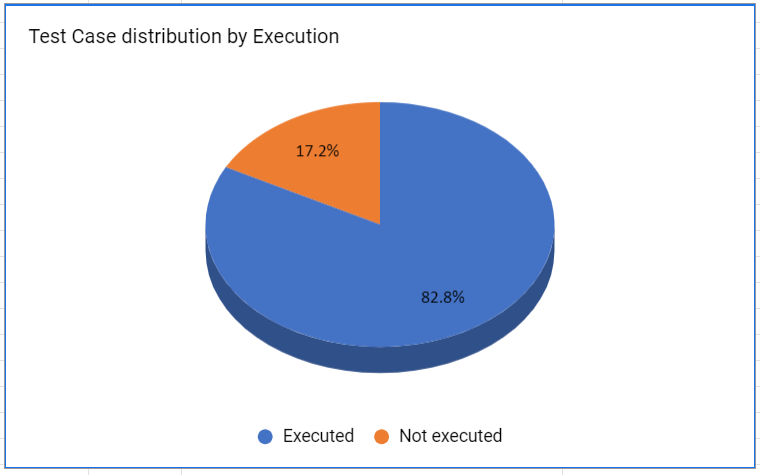 Test Case distribution by Execution
17.2%
82.8%
Executed Not executed